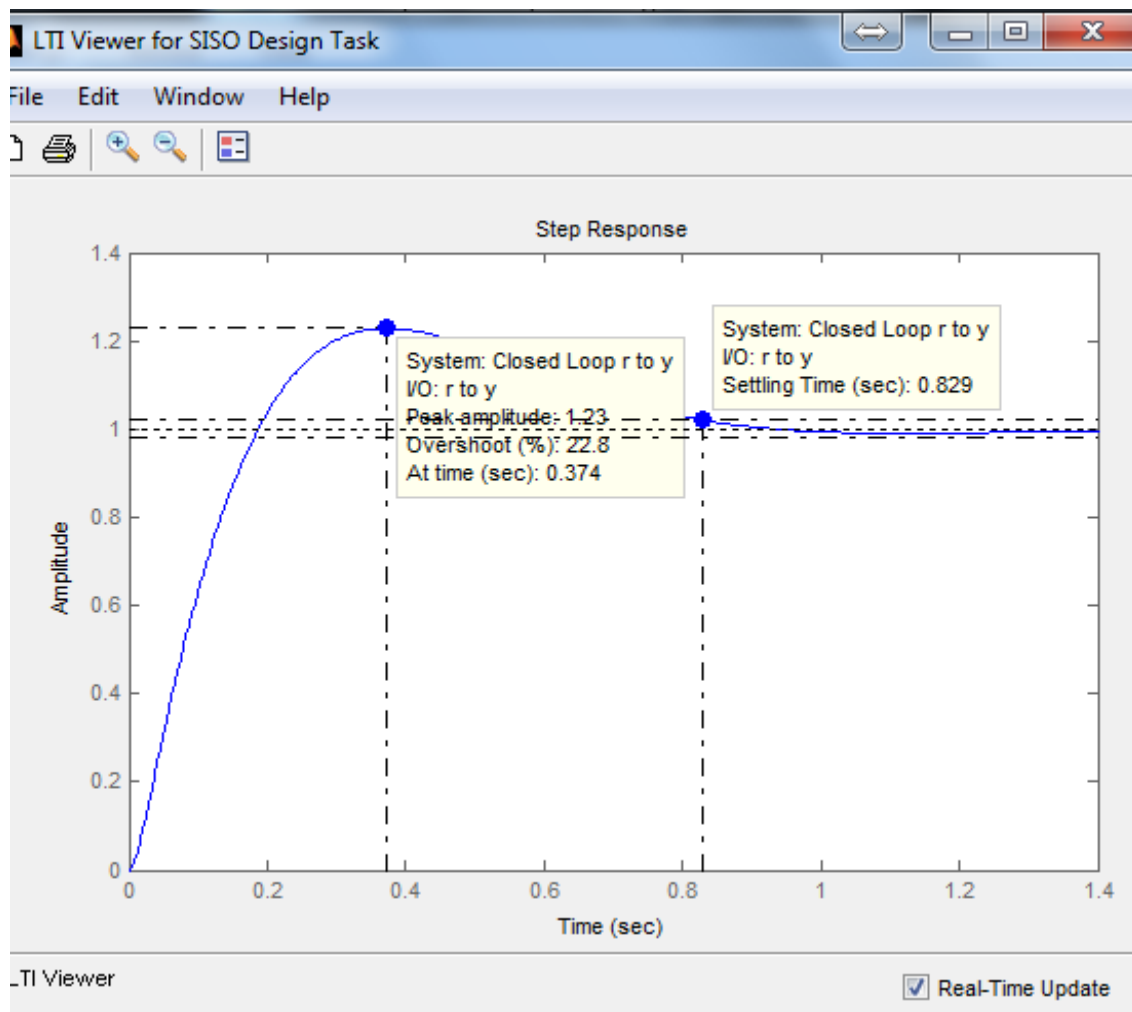 LTI Viewer for SISO Design Task
File Edit Window Help
Step Response
1.4
1.2
1
0.8
0.6
0.4
0.2
0
Amplitude
System: Closed Loop r to y
I/O: r to y
Peak amplitude: 1.23
Overshoot (%): 22.8
At time (sec): 0.374
System: Closed Loop r to y
I/O: r to y
Settling Time (sec): 0.829
0 0.2 0.4 0.6 0.8 1 1.2 1.4
Time (sec)
LTI Viewer
Real-Time Update